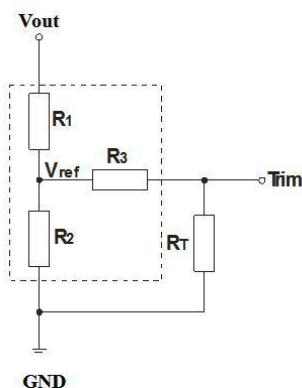 Vout
R1
Vref
R3
Trim
R2
RT
GND